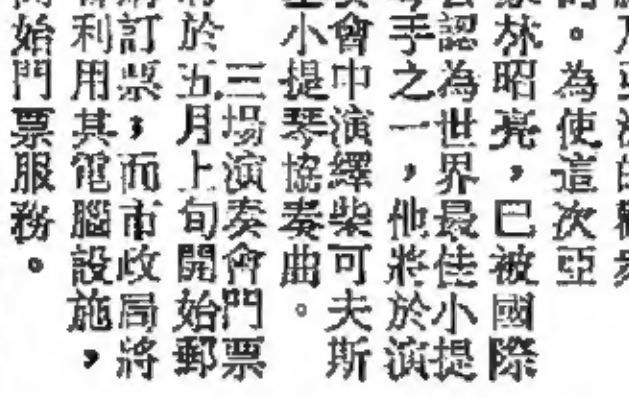 。為使這次亞
林昭亮，已被國際
認為世界最佳小提
手之一，他將於演
會中演繹柴可夫斯
小提琴協奏曲。
三場演奏會門票
於五月上旬開始郵
訂票，而市政局將
利用其電腦設施，
始門票服務。